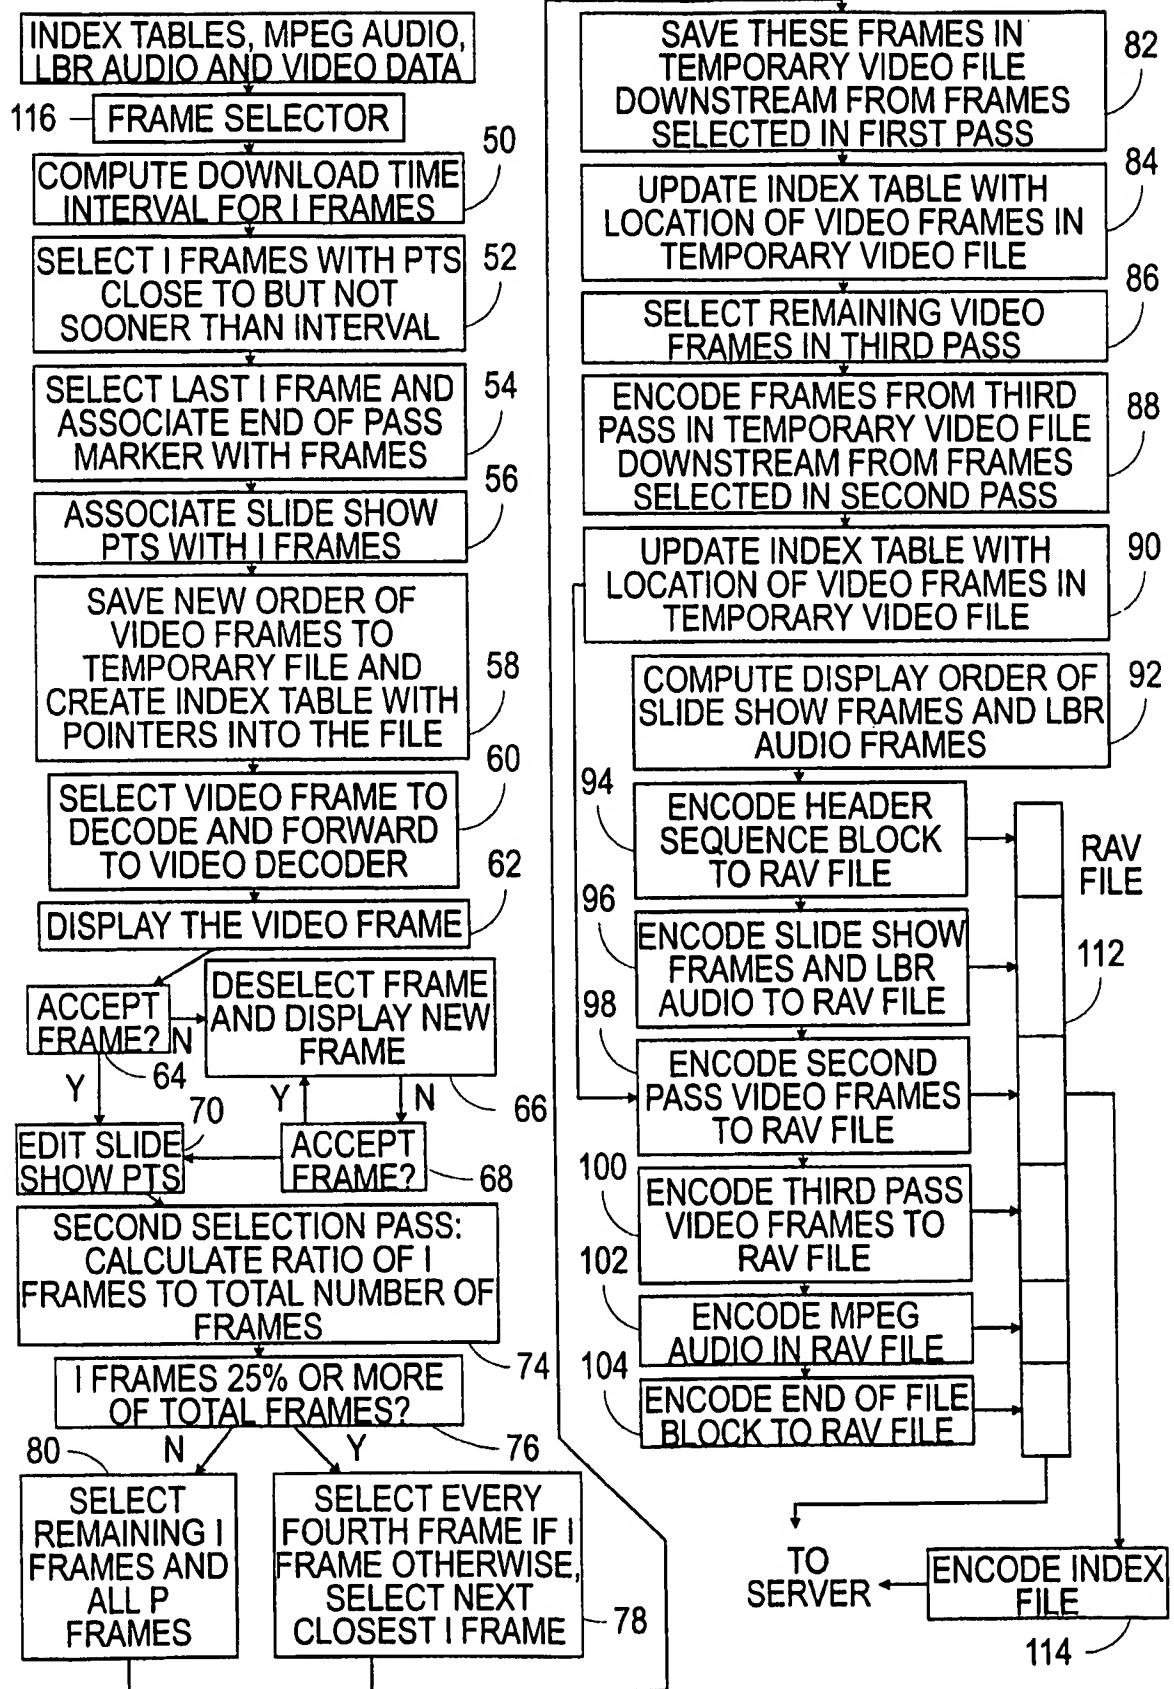 INDEX TABLES, MPEG AUDIO,
LBR AUDIO AND VIDEO DATA
116
FRAME SELECTOR
50
COMPUTE DOWNLOAD TIME
INTERVAL FOR I FRAMES
52
SELECT I FRAMES WITH PTS
CLOSE TO BUT NOT
SOONER THAN INTERVAL
54
SELECT LAST I FRAME AND
ASSOCIATE END OF PASS
MARKER WITH FRAMES
56
ASSOCIATE SLIDE SHOW
PTS WITH I FRAMES
SAVE NEW ORDER OF
VIDEO FRAMES TO
TEMPORARY FILE AND
CREATE INDEX TABLE WITH
POINTERS INTO THE FILE
58
60
SELECT VIDEO FRAME TO
DECODE AND FORWARD
TO VIDEO DECODER
62
DISPLAY THE VIDEO FRAME
ACCEPT
FRAME?
N
64
Y
DESELECT FRAME
AND DISPLAY NEW
FRAME
66
Y
N
70
EDIT SLIDE
SHOW PTS
ACCEPT
FRAME?
68
SECOND SELECTION PASS:
CALCULATE RATIO OF I
FRAMES TO TOTAL NUMBER OF
FRAMES
74
I FRAMES 25% OR MORE
OF TOTAL FRAMES?
76
N
Y
80
SELECT
REMAINING I
FRAMES AND
ALL P
FRAMES
SELECT EVERY
FOURTH FRAME IF I
FRAME OTHERWISE,
SELECT NEXT
CLOSEST I FRAME
78
SAVE THESE FRAMES IN
TEMPORARY VIDEO FILE
DOWNSTREAM FROM FRAMES
SELECTED IN FIRST PASS
82
UPDATE INDEX TABLE WITH
LOCATION OF VIDEO FRAMES IN
TEMPORARY VIDEO FILE
84
SELECT REMAINING VIDEO
FRAMES IN THIRD PASS
86
ENCODE FRAMES FROM THIRD
PASS IN TEMPORARY VIDEO FILE
DOWNSTREAM FROM FRAMES
SELECTED IN SECOND PASS
88
UPDATE INDEX TABLE WITH
LOCATION OF VIDEO FRAMES IN
TEMPORARY VIDEO FILE
90
COMPUTE DISPLAY ORDER OF
SLIDE SHOW FRAMES AND LBR
AUDIO FRAMES
92
94
ENCODE HEADER
SEQUENCE BLOCK
TO RAV FILE
RAV
FILE
96
ENCODE SLIDE SHOW
FRAMES AND LBR
AUDIO TO RAV FILE
112
98
ENCODE SECOND
PASS VIDEO FRAMES
TO RAV FILE
100
ENCODE THIRD PASS
VIDEO FRAMES TO
RAV FILE
102
ENCODE MPEG
AUDIO IN RAV FILE
104
ENCODE END OF FILE
BLOCK TO RAV FILE
TO
SERVER
ENCODE INDEX
FILE
114